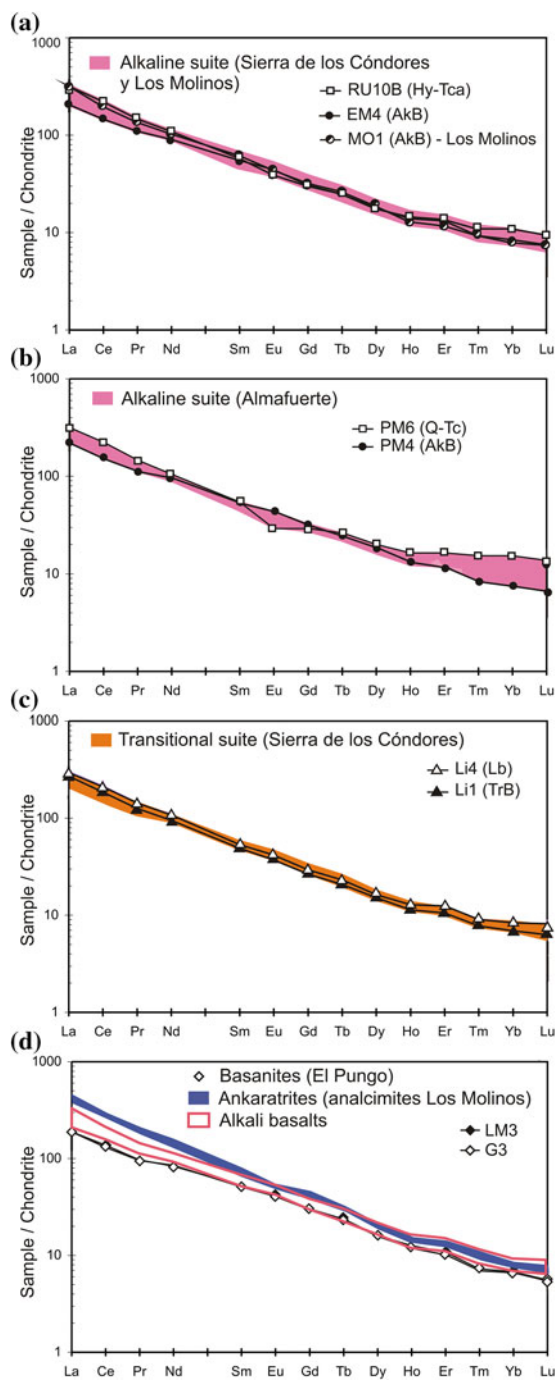 (a)
1000
100
10
1
Sample / Chondrite
Alkaline suite (Sierra de los Cóndores
y Los Molinos)
RU10B (Hy-Tca)
EM4 (AkB)
MO1 (AkB) - Los Molinos
La Ce Pr Nd Sm Eu Gd Tb Dy Ho Er Tm Yb Lu
(b)
1000
100
10
1
Sample / Chondrite
Alkaline suite (Almafuerte)
PM6 (Q-Tc)
PM4 (AkB)
La Ce Pr Nd Sm Eu Gd Tb Dy Ho Er Tm Yb Lu
(c)
1000
100
10
1
Sample / Chondrite
Transitional suite (Sierra de los Cóndores)
Li4 (Lb)
Li1 (TrB)
La Ce Pr Nd Sm Eu Gd Tb Dy Ho Er Tm Yb Lu
(d)
1000
100
10
1
Sample / Chondrite
Basanites (El Pungo)
Ankaratrites (analcimites Los Molinos)
Alkali basalts
LM3
G3
La Ce Pr Nd Sm Eu Gd Tb Dy Ho Er Tm Yb Lu